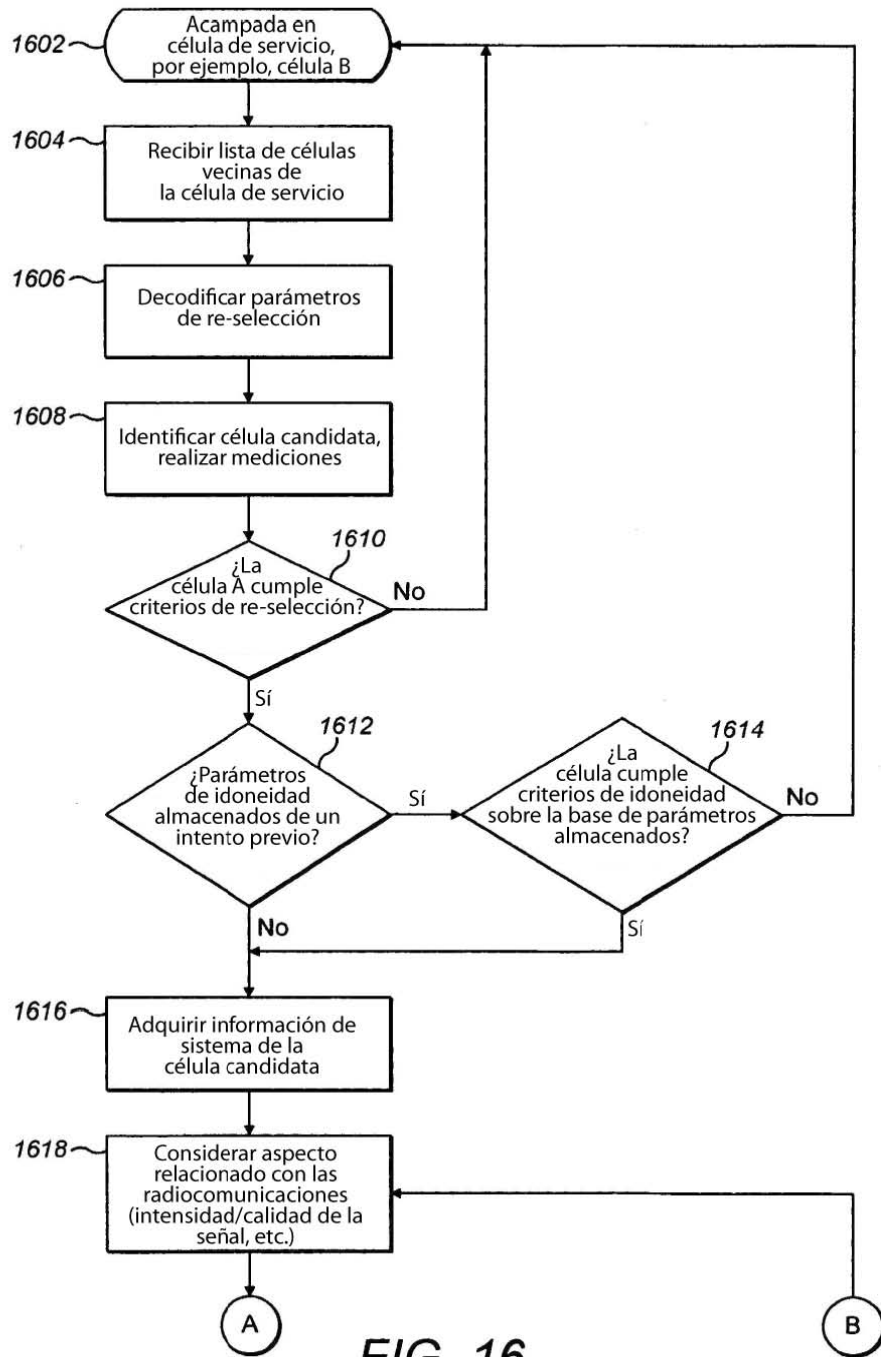 1602
Acampada en
célula de servicio,
por ejemplo, célula B
1604
Recibir lista de células
vecinas de
la célula de servicio
1606
Decodificar parámetros
de re-selección
1608
Identificar célula candidata,
realizar mediciones
1610
¿La
célula A cumple
criterios de re-selección?
No
Sí
1612
¿Parámetros
de idoneidad
almacenados de un
intento previo?
Sí
No
1614
¿La
célula cumple
criterios de idoneidad
sobre la base de parámetros
almacenados?
No
Sí
1616
Adquirir información de
sistema de la
célula candidata
1618
Considerar aspecto
relacionado con las
radiocomunicaciones
(intensidad/calidad de la
señal, etc.)
A
B
FIG. 16